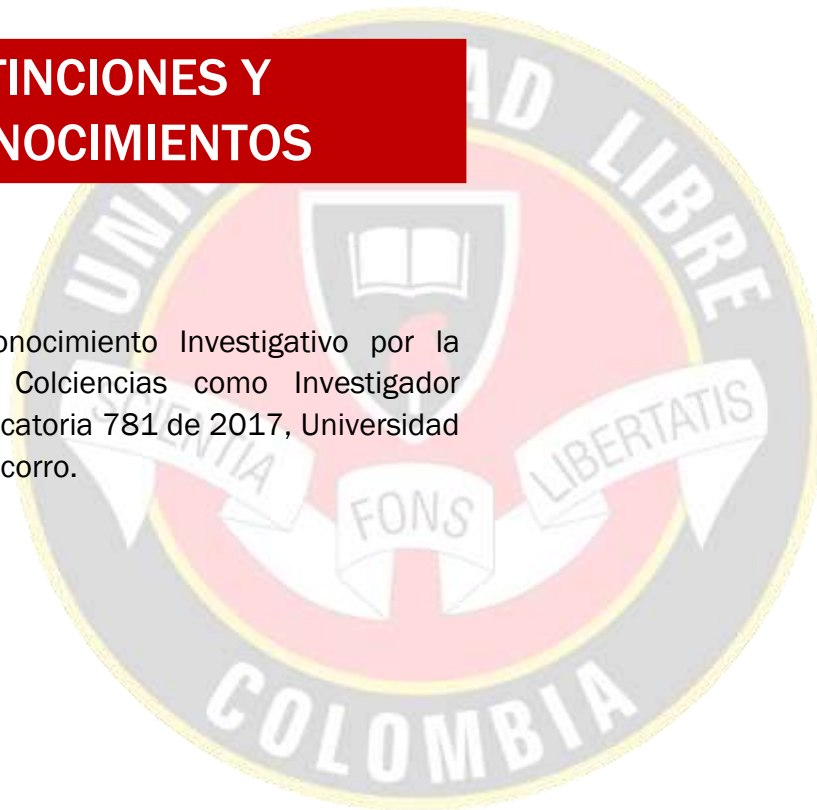 TINCIONES Y
NOCIMIENTOS
onocimiento Investigativo por la
Colciencias como Investigador
catoria 781 de 2017, Universidad
corro.
AD LIBRE
SCIENTIA
FONS
LIBERTATIS
COLOMBIA